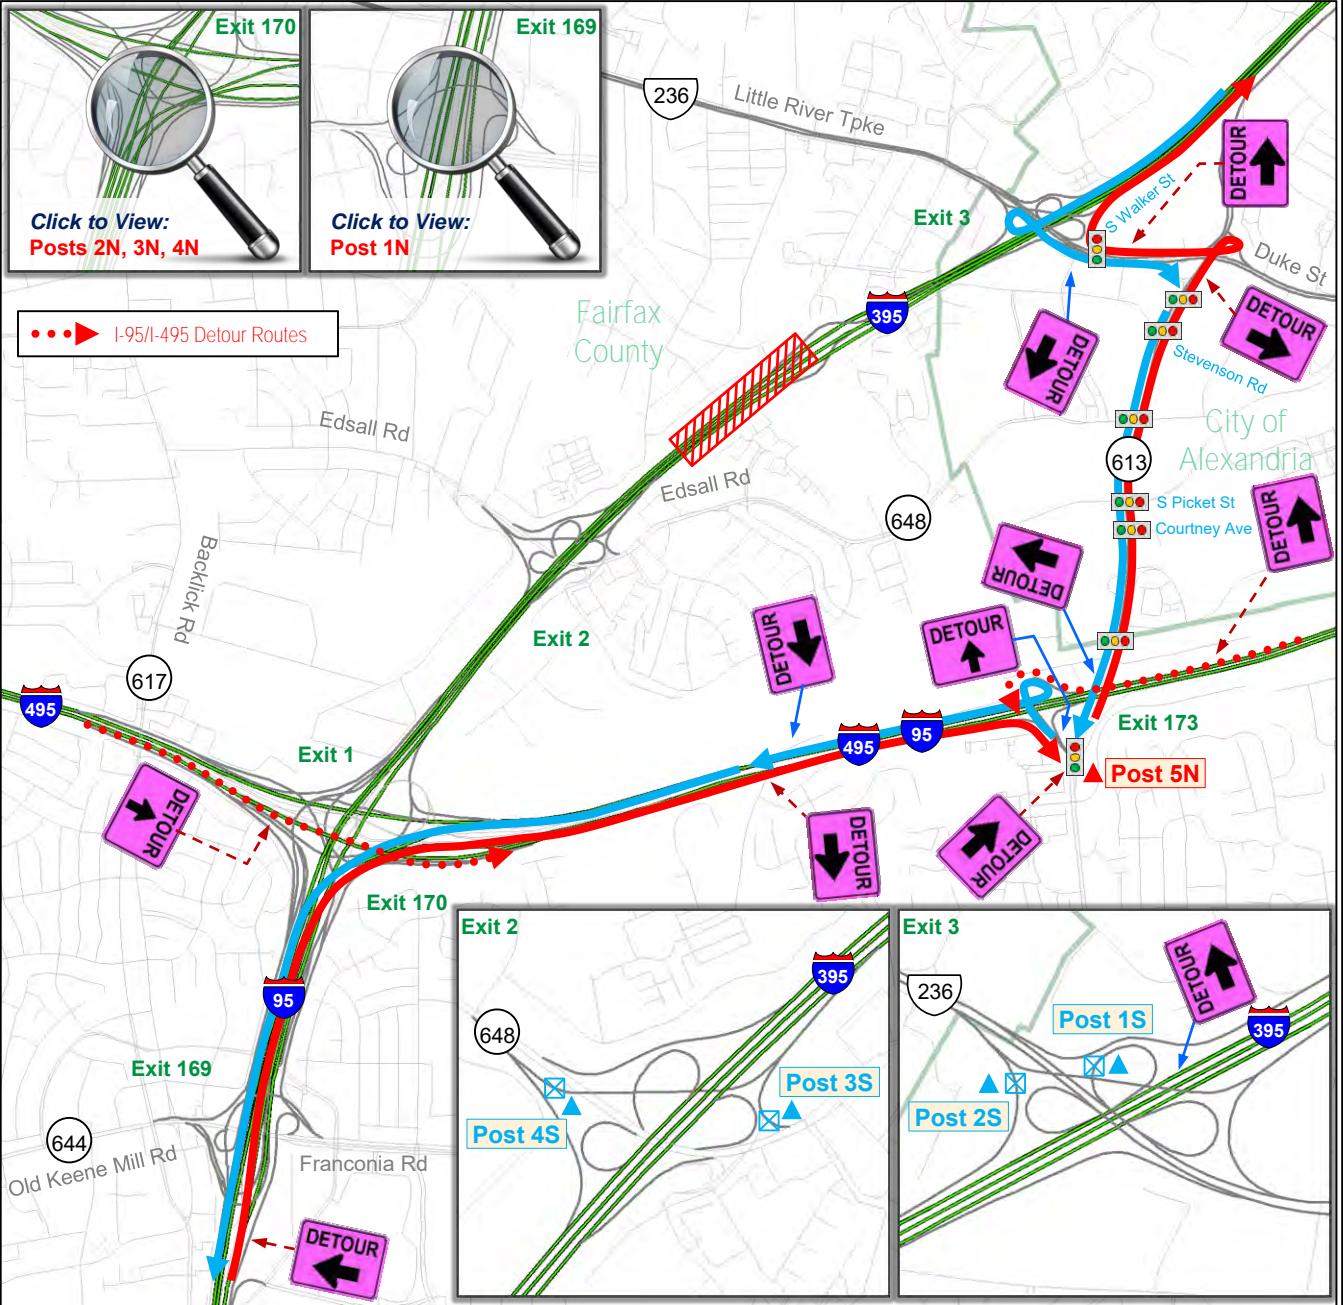 Exit 170
Click to View:
Posts 2N, 3N, 4N
Exit 169
Click to View:
Post 1N
I-95/I-495 Detour Routes
236
Little River Tpke
DETOUR
S Walker St
Exit 3
Duke St
Fairfax
County
395
DETOUR
DETOUR
Stevenson Rd
Edsall Rd
City of
Alexandria
613
Edsall Rd
S Picket St
Courtney Ave
DETOUR
648
Backlick Rd
DETOUR
DETOUR
DETOUR
Exit 2
617
495
Exit 173
95
495
Exit 1
Post 5N
DETOUR
DETOUR
DETOUR
Exit 170
95
Exit 169
644
Old Keene Mill Rd
Franconia Rd
DETOUR
Exit 2
395
648
Post 3S
Post 4S
Exit 3
DETOUR
236
Post 1S
395
Post 2S